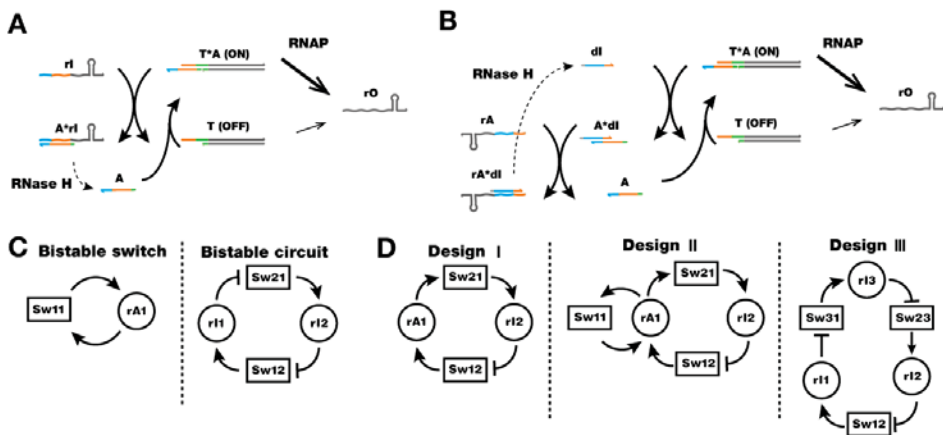 A
rI
T*A (ON)
RNAP
rO
A*rI
T (OFF)
RNase H
A
B
dI
T*A (ON)
RNAP
RNase H
rO
rA
A*dI
T (OFF)
rA*dI
A
C
Bistable switch
Sw11
rA1
Bistable circuit
Sw21
rI1
rI2
Sw12
D
Design I
Sw21
rA1
rI2
Sw12
Design II
Sw21
Sw11
rA1
rI2
Sw12
Design III
rI3
Sw31
Sw23
rI1
rI2
Sw12